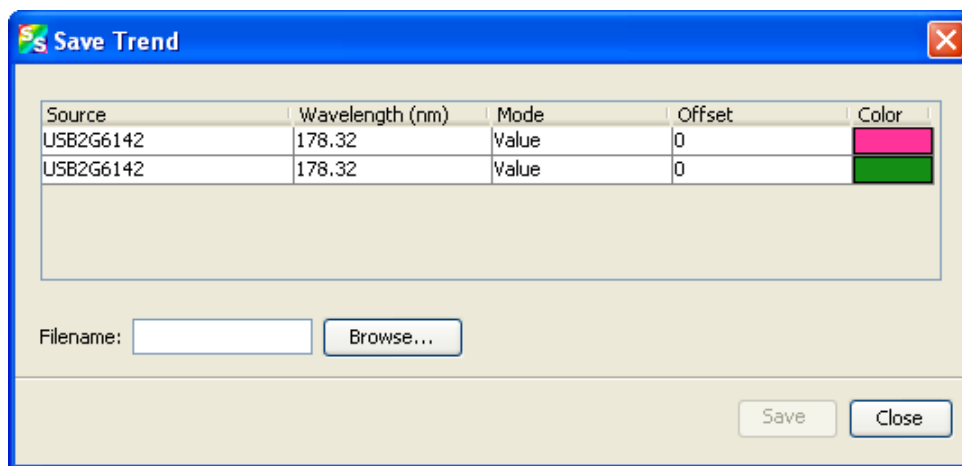 SS Save Trend
Source Wavelength (nm) Mode Offset Color
USB2G6142 178.32 Value 0
USB2G6142 178.32 Value 0
Filename: Browse...
Save Close